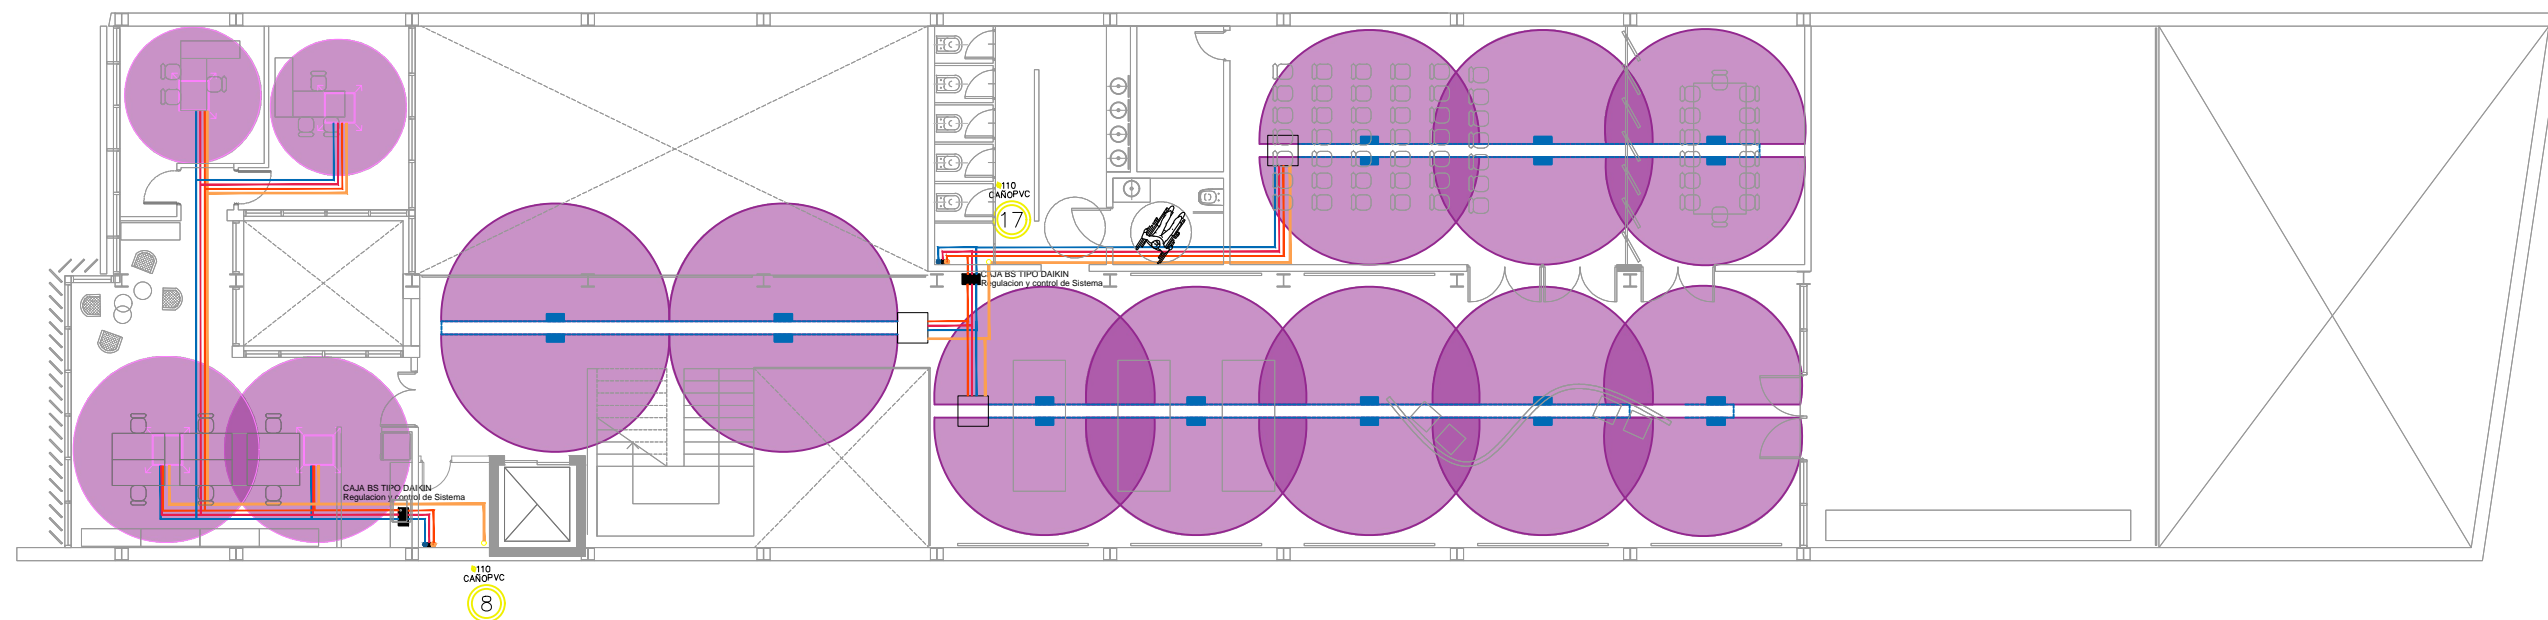 110
CAÑOPVC
17
CAJA BS TIPO DAIKIN
Regulacion y control de Sistema
CAJA BS TIPO DAIKIN
Regulacion y control de Sistema
110
CAÑOPVC
8